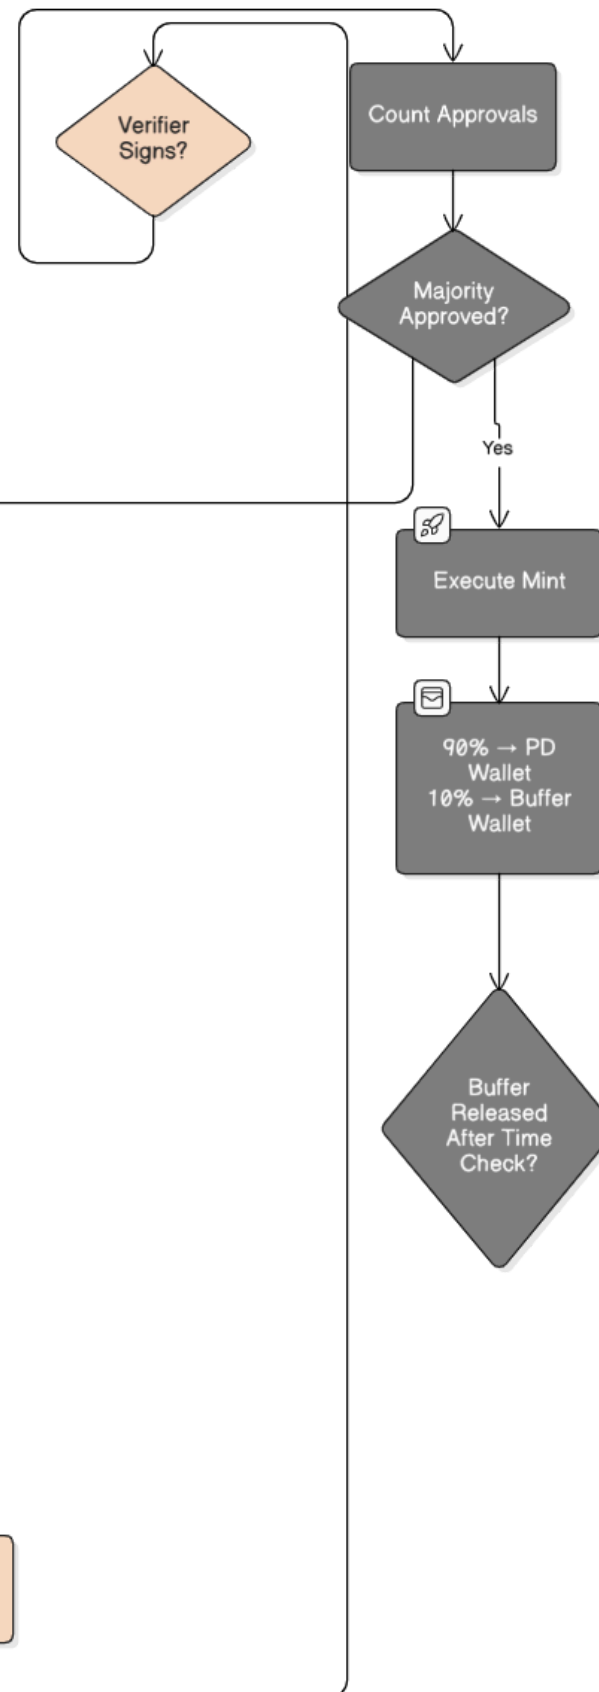 Verifier
Signs?
Count Approvals
Majority
Approved?
Yes
Execute Mint
90% → PD
Wallet
10% → Buffer
Wallet
Buffer
Released
After Time
Check?